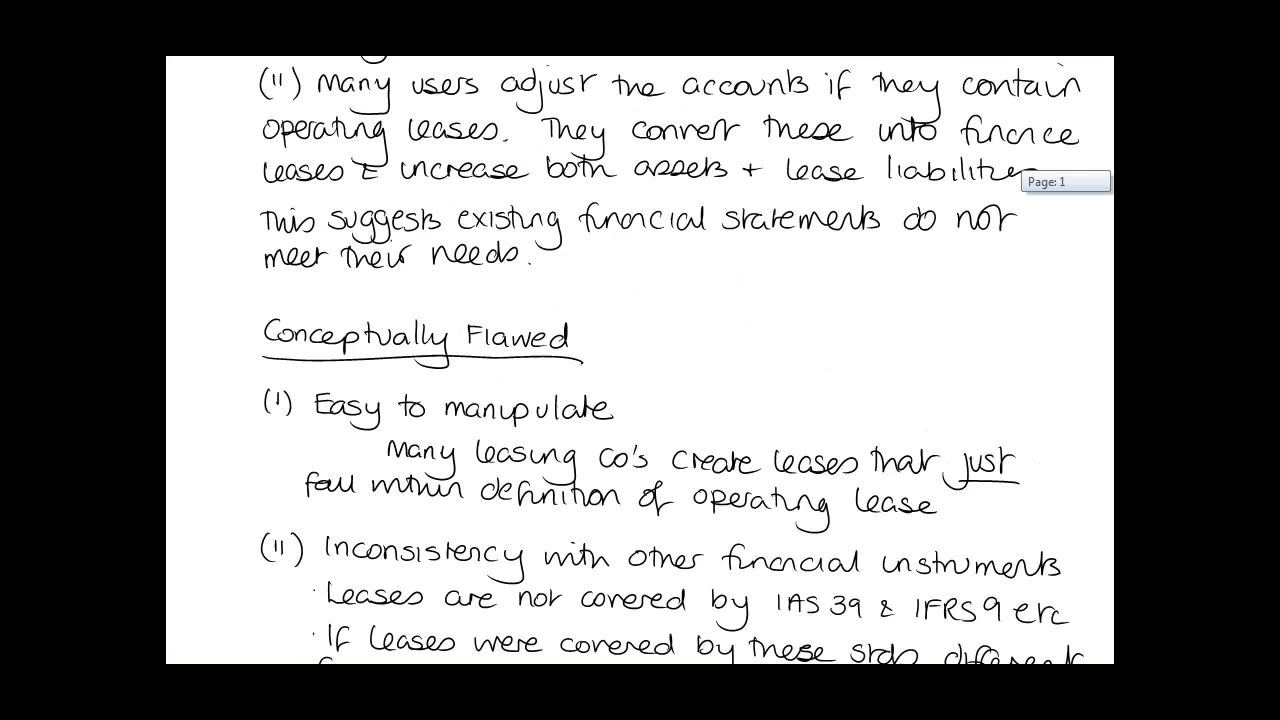 (II) Many users adjust the accounts if they contain
operating leases. They convert these into finance
leases & increase both assets + lease liabilities
Page: 1
This suggests existing financial statements do not
meet their needs.
Conceptually Flawed
(I) Easy to manipulate
Many leasing co's create leases that just
fall within definition of operating lease
(II) Inconsistency with other financial instruments
· Leases are not covered by IAS 39 & IFRS 9 etc
· If leases were covered by these stds different